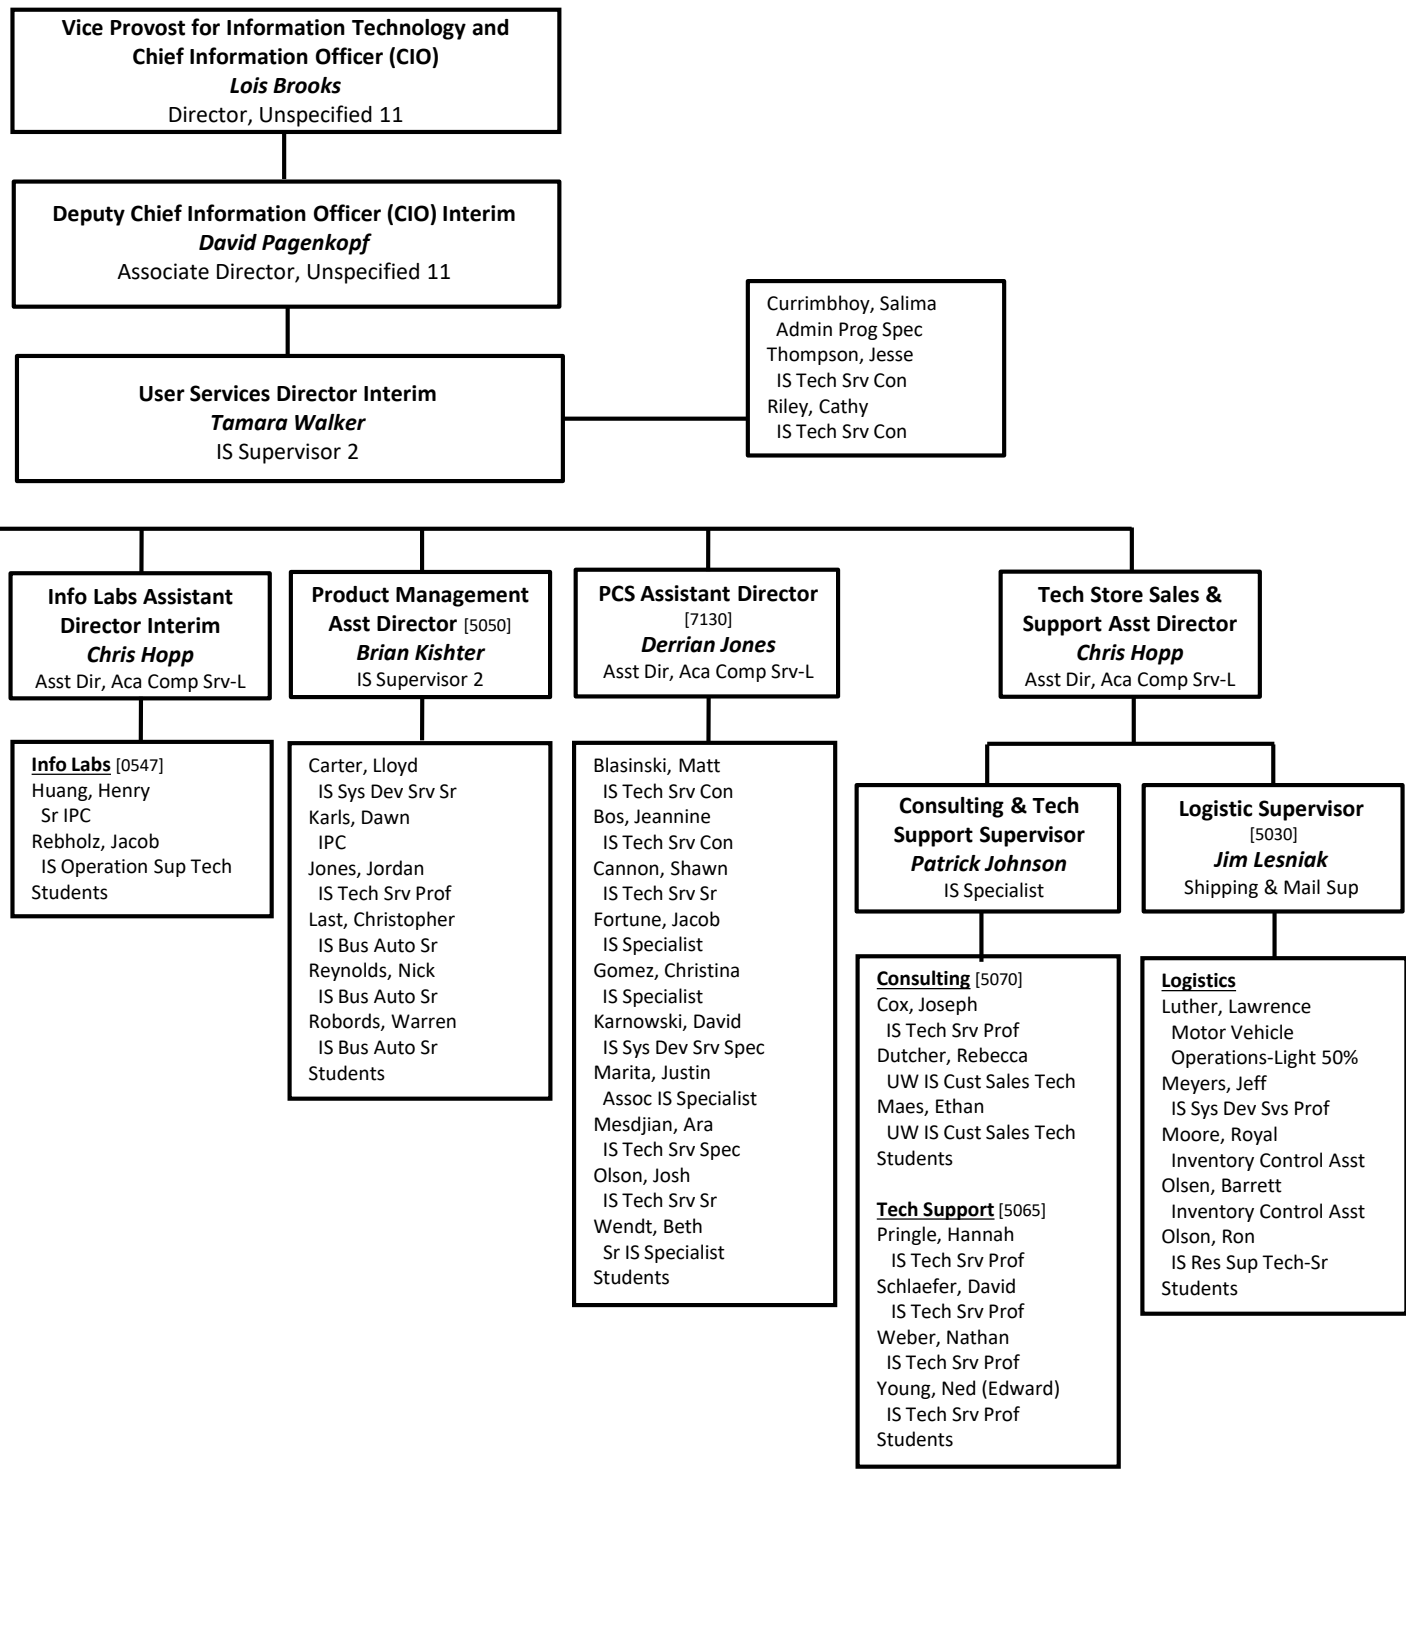 Vice Provost for Information Technology and
Chief Information Officer (CIO)
Lois Brooks
Director, Unspecified 11
Deputy Chief Information Officer (CIO) Interim
David Pagenkopf
Associate Director, Unspecified 11
User Services Director Interim
Tamara Walker
IS Supervisor 2
Currimbhoy, Salima
Admin Prog Spec
Thompson, Jesse
IS Tech Srv Con
Riley, Cathy
IS Tech Srv Con
Info Labs Assistant
Director Interim
Chris Hopp
Asst Dir, Aca Comp Srv-L
Info Labs [0547]
Huang, Henry
Sr IPC
Rebholz, Jacob
IS Operation Sup Tech
Students
Product Management
Asst Director [5050]
Brian Kishter
IS Supervisor 2
Carter, Lloyd
IS Sys Dev Srv Sr
Karls, Dawn
IPC
Jones, Jordan
IS Tech Srv Prof
Last, Christopher
IS Bus Auto Sr
Reynolds, Nick
IS Bus Auto Sr
Robords, Warren
IS Bus Auto Sr
Students
PCS Assistant Director
[7130]
Derrian Jones
Asst Dir, Aca Comp Srv-L
Blasinski, Matt
IS Tech Srv Con
Bos, Jeannine
IS Tech Srv Con
Cannon, Shawn
IS Tech Srv Sr
Fortune, Jacob
IS Specialist
Gomez, Christina
IS Specialist
Karnowski, David
IS Sys Dev Srv Spec
Marita, Justin
Assoc IS Specialist
Mesdjian, Ara
IS Tech Srv Spec
Olson, Josh
IS Tech Srv Sr
Wendt, Beth
Sr IS Specialist
Students
Tech Store Sales &
Support Asst Director
Chris Hopp
Asst Dir, Aca Comp Srv-L
Consulting & Tech
Support Supervisor
Patrick Johnson
IS Specialist
Consulting [5070]
Cox, Joseph
IS Tech Srv Prof
Dutcher, Rebecca
UW IS Cust Sales Tech
Maes, Ethan
UW IS Cust Sales Tech
Students
Tech Support [5065]
Pringle, Hannah
IS Tech Srv Prof
Schlaefer, David
IS Tech Srv Prof
Weber, Nathan
IS Tech Srv Prof
Young, Ned (Edward)
IS Tech Srv Prof
Students
Logistic Supervisor
[5030]
Jim Lesniak
Shipping & Mail Sup
Logistics
Luther, Lawrence
Motor Vehicle
Operations-Light 50%
Meyers, Jeff
IS Sys Dev Svs Prof
Moore, Royal
Inventory Control Asst
Olsen, Barrett
Inventory Control Asst
Olson, Ron
IS Res Sup Tech-Sr
Students